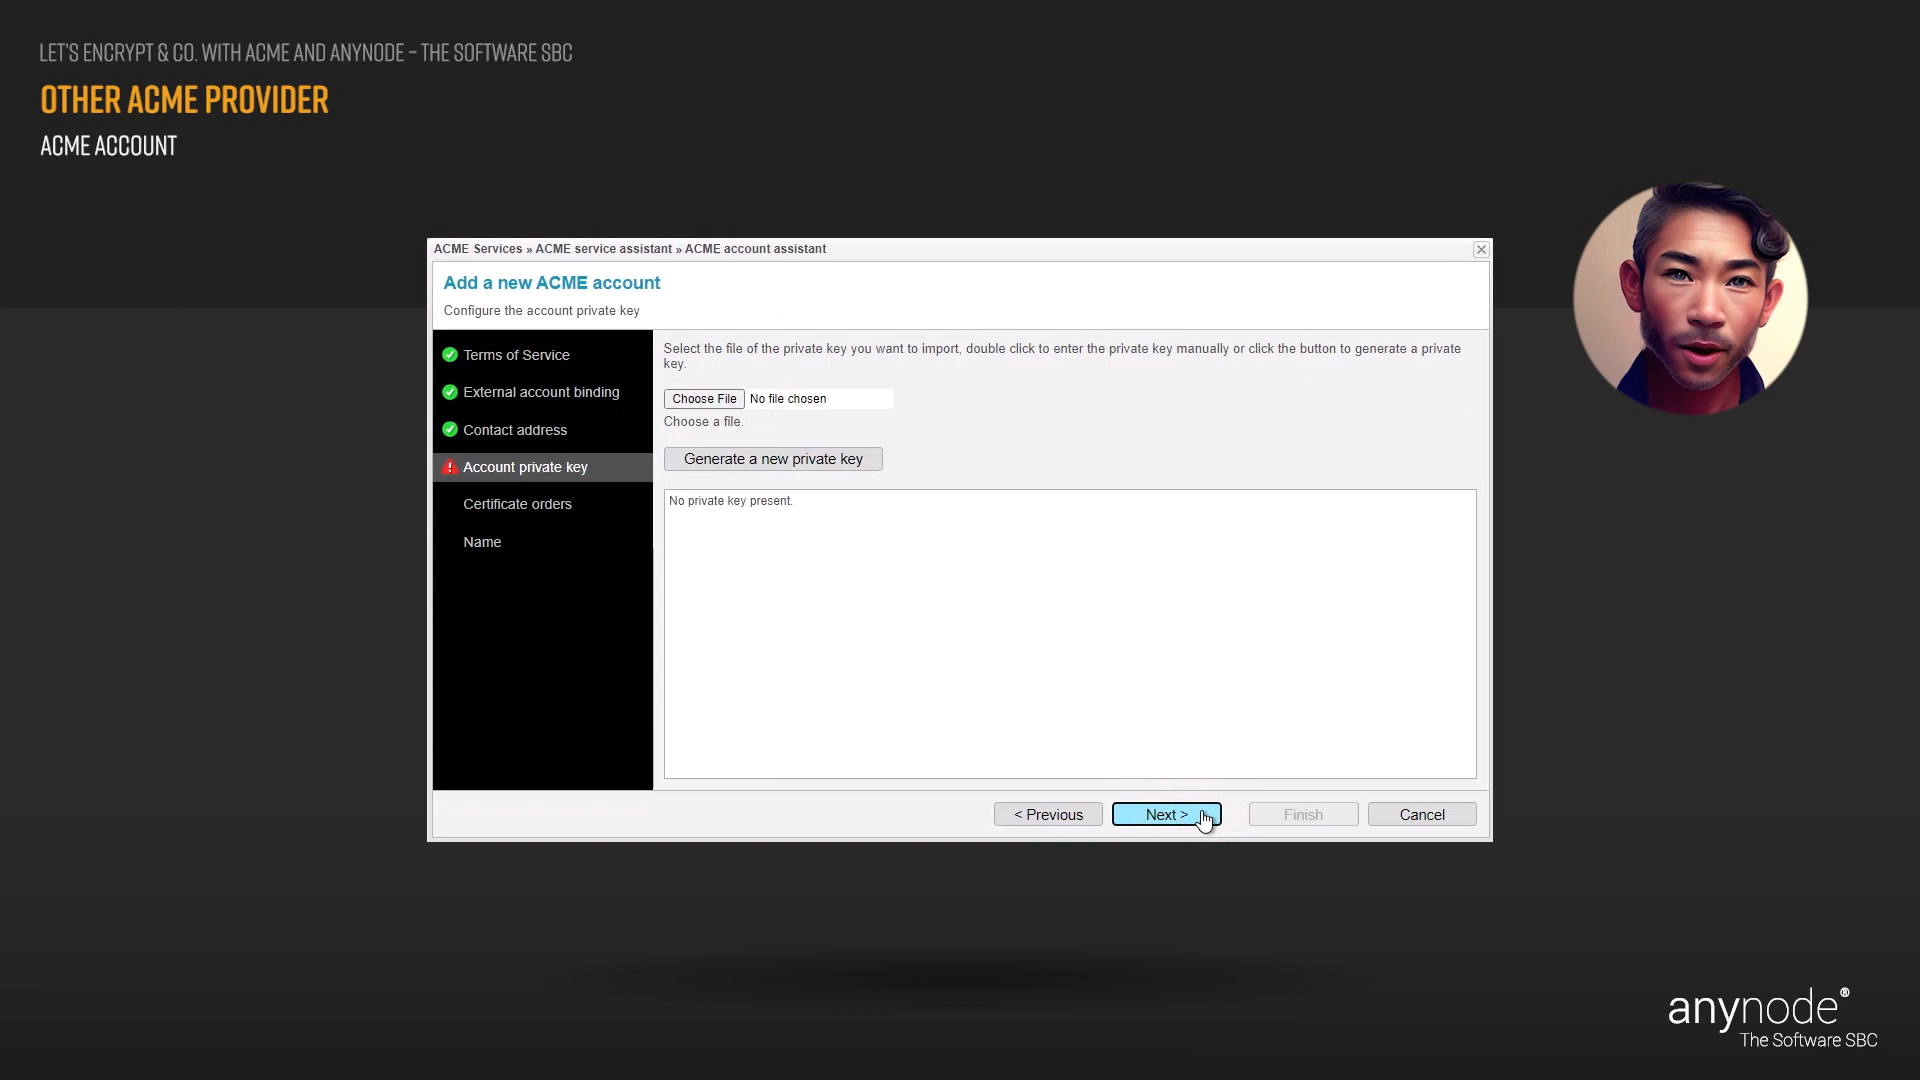 LET'S ENCRYPT & CO. WITH ACME AND ANYNODE – THE SOFTWARE SBC
OTHER ACME PROVIDER
ACME ACCOUNT
ACME Services » ACME service assistant » ACME account assistant
Add a new ACME account
Configure the account private key
Terms of Service
External account binding
Contact address
Account private key
Certificate orders
Name
Select the file of the private key you want to import, double click to enter the private key manually or click the button to generate a private
key.
Choose File No file chosen
Choose a file.
Generate a new private key
No private key present.
< Previous
Next >
Finish
Cancel
anynode®
The Software SBC